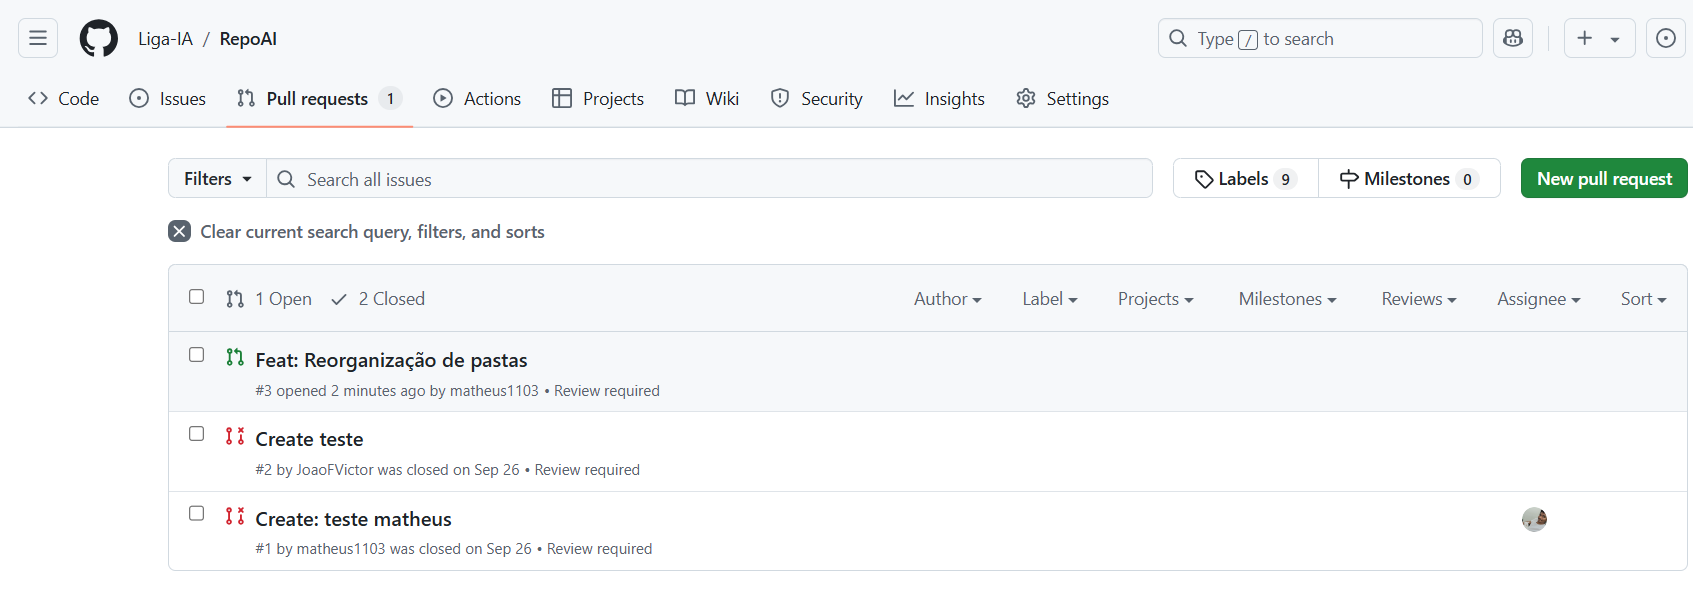 Liga-IA / RepoAI
Type / to search
Code
Issues
Pull requests 1
Actions
Projects
Wiki
Security
Insights
Settings
Filters
Search all issues
Labels 9
Milestones 0
New pull request
Clear current search query, filters, and sorts
1 Open
2 Closed
Author
Label
Projects
Milestones
Reviews
Assignee
Sort
Feat: Reorganização de pastas
#3 opened 2 minutes ago by matheus1103 • Review required
Create teste
#2 by JoaoFVictor was closed on Sep 26 • Review required
Create: teste matheus
#1 by matheus1103 was closed on Sep 26 • Review required